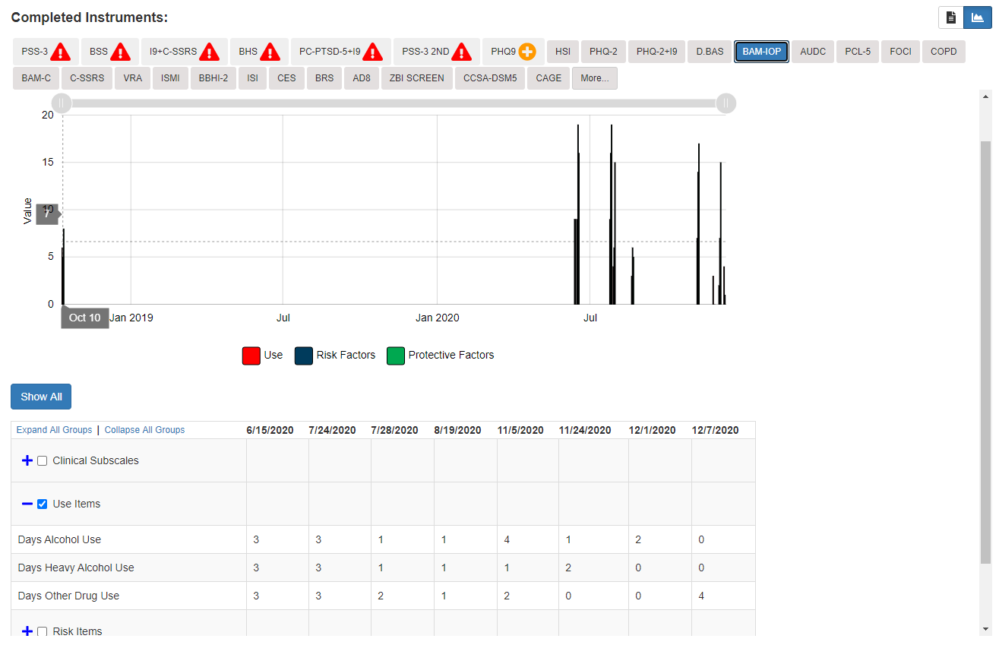 Completed Instruments:
PSS-3 BSS I9+C-SSRS BHS PC-PTSD-5+I9 PSS-3 2ND PHQ9 HSI PHQ-2 PHQ-2+I9 D.BAS BAM-IOP AUDC PCL-5 FOCI COPD
BAM-C C-SSRS VRA ISMI BBHI-2 ISI CES BRS AD8 ZBI SCREEN CCSA-DSM5 CAGE More...
20
15
Value
10
7
5
0
Oct 10 Jan 2019 Jul Jan 2020 Jul
Use Risk Factors Protective Factors
Show All
Expand All Groups | Collapse All Groups 6/15/2020 7/24/2020 7/28/2020 8/19/2020 11/5/2020 11/24/2020 12/1/2020 12/7/2020
Clinical Subscales
Use Items
Days Alcohol Use 3 3 1 1 4 1 2 0
Days Heavy Alcohol Use 3 3 1 1 1 2 0 0
Days Other Drug Use 3 3 2 1 2 0 0 4
Risk Items